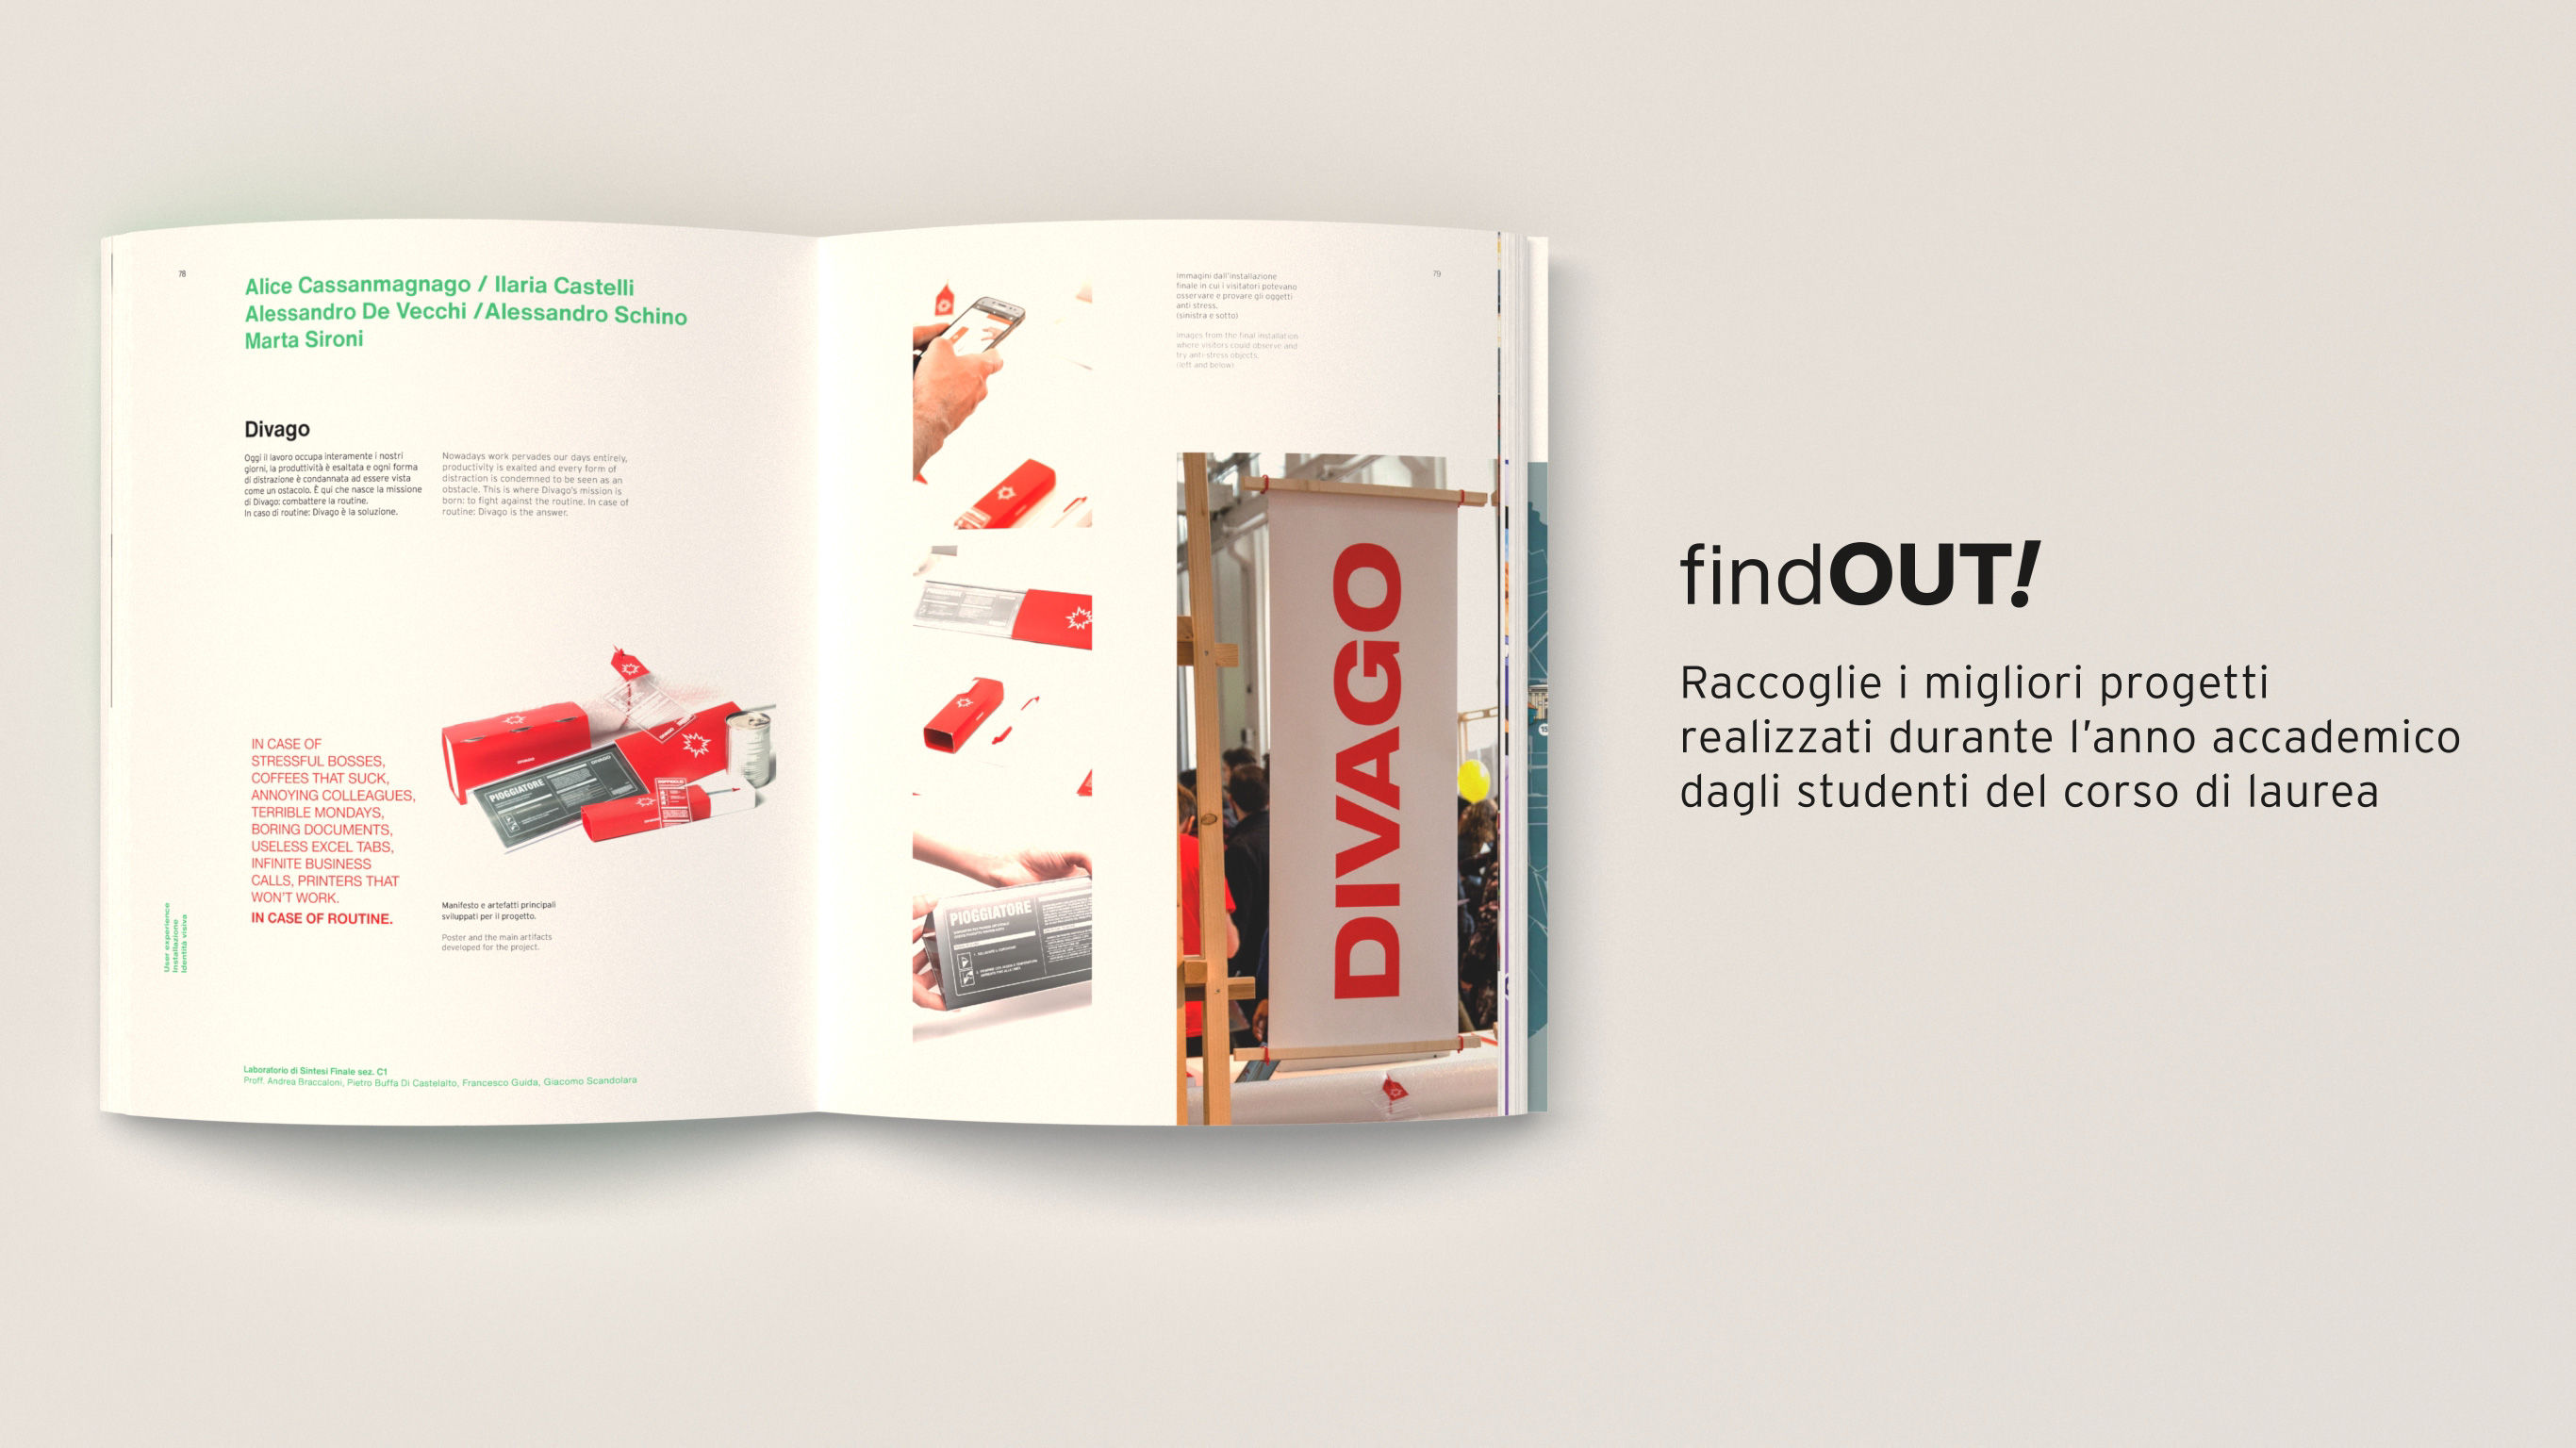 78
Alice Cassanmagnago / Ilaria Castelli
Alessandro De Vecchi /Alessandro Schino
Marta Sironi
Divago
Oggi il lavoro occupa interamente i nostri
giorni, la produttività è esaltata e ogni forma
di distrazione è condannata ad essere vista
come un ostacolo. È qui che nasce la missione
di Divago: combattere la routine.
In caso di routine: Divago è la soluzione.
Nowadays work pervades our days entirely,
productivity is exalted and every form of
distraction is condemned to be seen as an
obstacle. This is where Divago's mission is
born: to fight against the routine. In case of
routine: Divago is the answer.
IN CASE OF
STRESSFUL BOSSES,
COFFEES THAT SUCK,
ANNOYING COLLEAGUES,
TERRIBLE MONDAYS,
BORING DOCUMENTS,
USELESS EXCEL TABS,
INFINITE BUSINESS
CALLS, PRINTERS THAT
WON'T WORK.
IN CASE OF ROUTINE.
PIOGGIATORE
Manifesto e artefatti principali
sviluppati per il progetto.
Poster and the main artifacts
developed for the project.
User experience
Installazione
Identità visiva
Laboratorio di Sintesi Finale sez. C1
Proff. Andrea Braccaloni, Pietro Buffa Di Castelalto, Francesco Guida, Giacomo Scandolara
Immagini dall'installazione
finale in cui i visitatori potevano
osservare e provare gli oggetti
anti stress.
(sinistra e sotto)
Images from the final installation
where visitors could observe and
try anti-stress objects.
(left and below)
79
PIOGGIATORE
DIVAGO
findOUT!
Raccoglie i migliori progetti
realizzati durante l'anno accademico
dagli studenti del corso di laurea